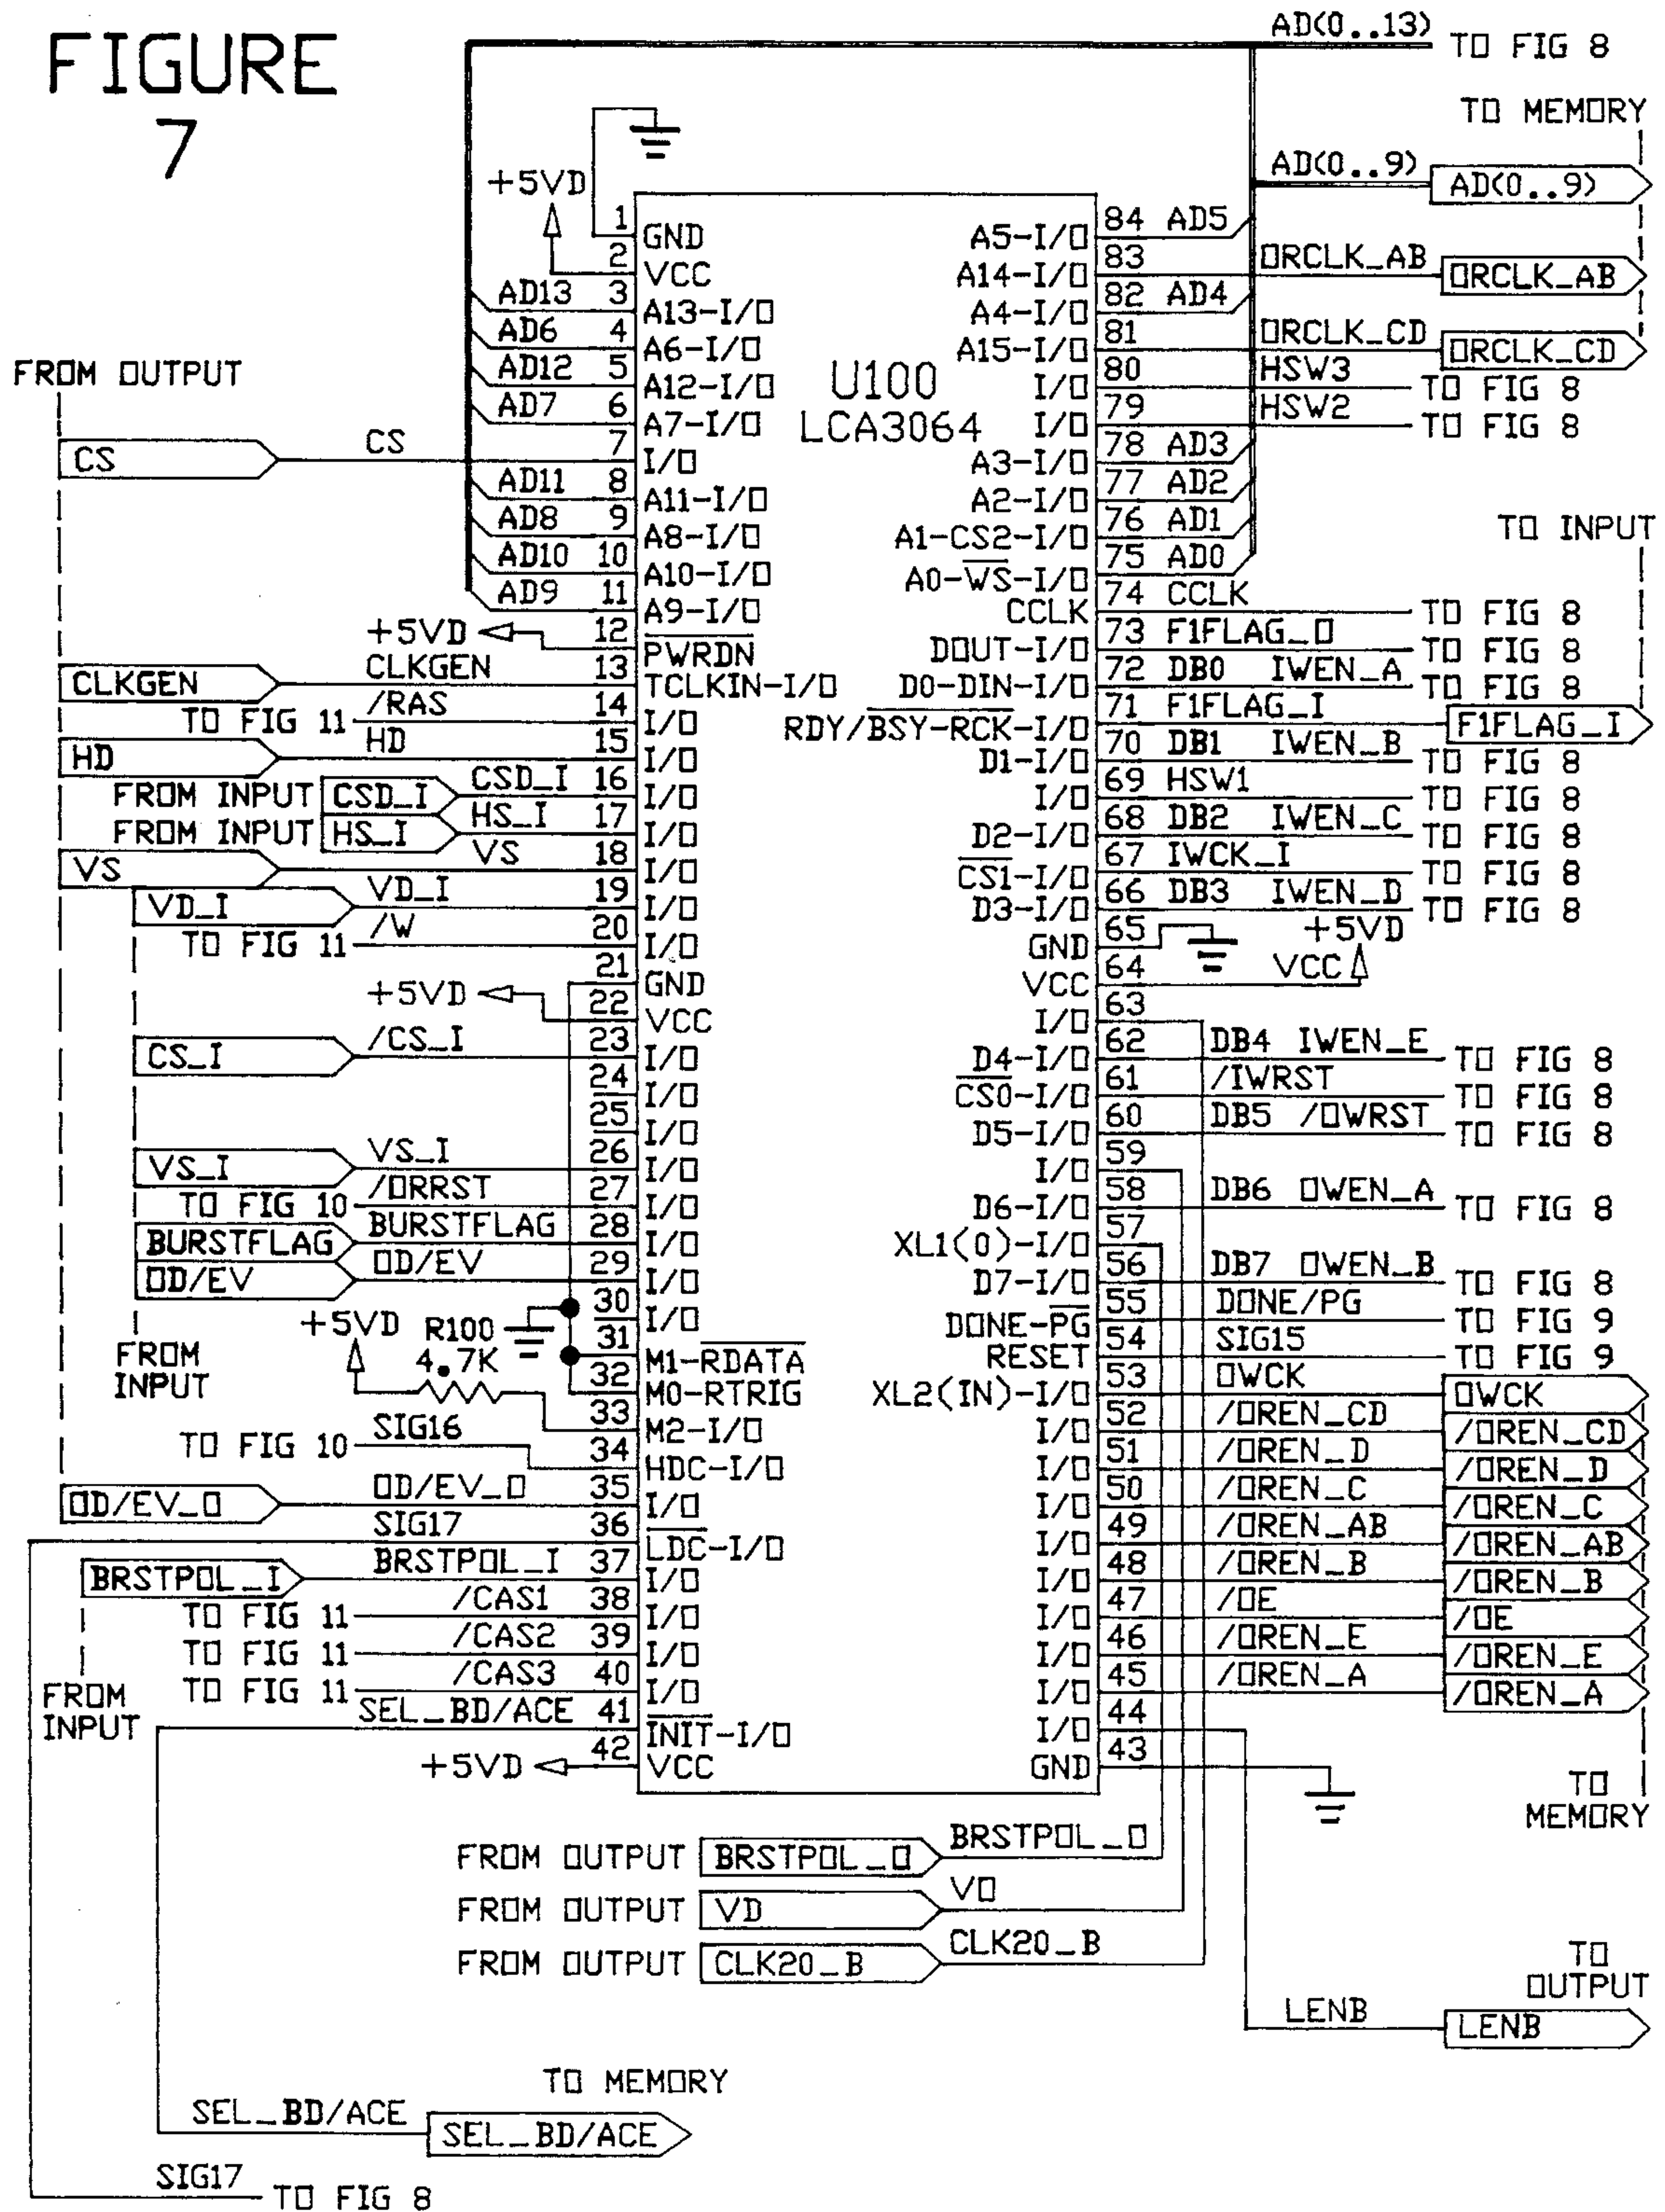 FIGURE
7
AD(0..13) TO FIG 8
TO MEMORY
AD(0..9) AD(0..9)
+5VD
U100
LCA3064
1 GND
2 VCC
AD13 3 A13-I/O
AD6 4 A6-I/O
AD12 5 A12-I/O
AD7 6 A7-I/O
FROM OUTPUT
CS CS 7 I/O
AD11 8 A11-I/O
AD8 9 A8-I/O
AD10 10 A10-I/O
AD9 11 A9-I/O
+5VD 12 PWRDN
CLKGEN CLKGEN 13 TCLKIN-I/O
TO FIG 11 /RAS 14 I/O
HD HD 15 I/O
FROM INPUT CSD_I CSD_I 16 I/O
FROM INPUT HS_I HS_I 17 I/O
VS VS 18 I/O
VD_I VD_I 19 I/O
TO FIG 11 /W 20 I/O
21 GND
+5VD 22 VCC
CS_I /CS_I 23 I/O
24 I/O
25 I/O
VS_I VS_I 26 I/O
TO FIG 10 /ORRST 27 I/O
BURSTFLAG BURSTFLAG 28 I/O
OD/EV OD/EV 29 I/O
30 I/O
FROM
INPUT
+5VD R100
4.7K
31 M1-RDATA
32 M0-RTRIG
33 M2-I/O
TO FIG 10 SIG16 34 HDC-I/O
OD/EV_O OD/EV_O 35 I/O
SIG17 36 LDC-I/O
BRSTPOL_I BRSTPOL_I 37 I/O
TO FIG 11 /CAS1 38 I/O
TO FIG 11 /CAS2 39 I/O
TO FIG 11 /CAS3 40 I/O
FROM
INPUT
SEL_BD/ACE 41 INIT-I/O
+5VD 42 VCC
A5-I/O 84 AD5
A14-I/O 83 ORCLK_AB ORCLK_AB
A4-I/O 82 AD4
A15-I/O 81 ORCLK_CD ORCLK_CD
I/O 80 HSW3 TO FIG 8
I/O 79 HSW2 TO FIG 8
A3-I/O 78 AD3
A2-I/O 77 AD2
A1-CS2-I/O 76 AD1
A0-WS-I/O 75 AD0
TO INPUT
CCLK 74 CCLK TO FIG 8
DOUT-I/O 73 F1FLAG_O TO FIG 8
D0-DIN-I/O 72 DB0 IWEN_A TO FIG 8
RDY/BSY-RCK-I/O 71 F1FLAG_I F1FLAG_I
D1-I/O 70 DB1 IWEN_B TO FIG 8
I/O 69 HSW1 TO FIG 8
D2-I/O 68 DB2 IWEN_C TO FIG 8
CS1-I/O 67 IWCK_I TO FIG 8
D3-I/O 66 DB3 IWEN_D TO FIG 8
GND 65 +5VD
VCC 64 VCC
I/O 63
D4-I/O 62 DB4 IWEN_E TO FIG 8
CS0-I/O 61 /IWRST TO FIG 8
D5-I/O 60 DB5 /OWRST TO FIG 8
I/O 59
D6-I/O 58 DB6 OWEN_A TO FIG 8
XL1(O)-I/O 57
D7-I/O 56 DB7 OWEN_B TO FIG 8
DONE-PG 55 DONE/PG TO FIG 9
RESET 54 SIG15 TO FIG 9
XL2(IN)-I/O 53 OWCK OWCK
I/O 52 /OREN_CD /OREN_CD
I/O 51 /OREN_D /OREN_D
I/O 50 /OREN_C /OREN_C
I/O 49 /OREN_AB /OREN_AB
I/O 48 /OREN_B /OREN_B
I/O 47 /OE /OE
I/O 46 /OREN_E /OREN_E
I/O 45 /OREN_A /OREN_A
I/O 44
GND 43
TO
MEMORY
FROM OUTPUT BRSTPOL_O BRSTPOL_O
FROM OUTPUT VD VO
FROM OUTPUT CLK20_B CLK20_B
TO
OUTPUT
LENB LENB
TO MEMORY
SEL_BD/ACE SEL_BD/ACE
SIG17 TO FIG 8